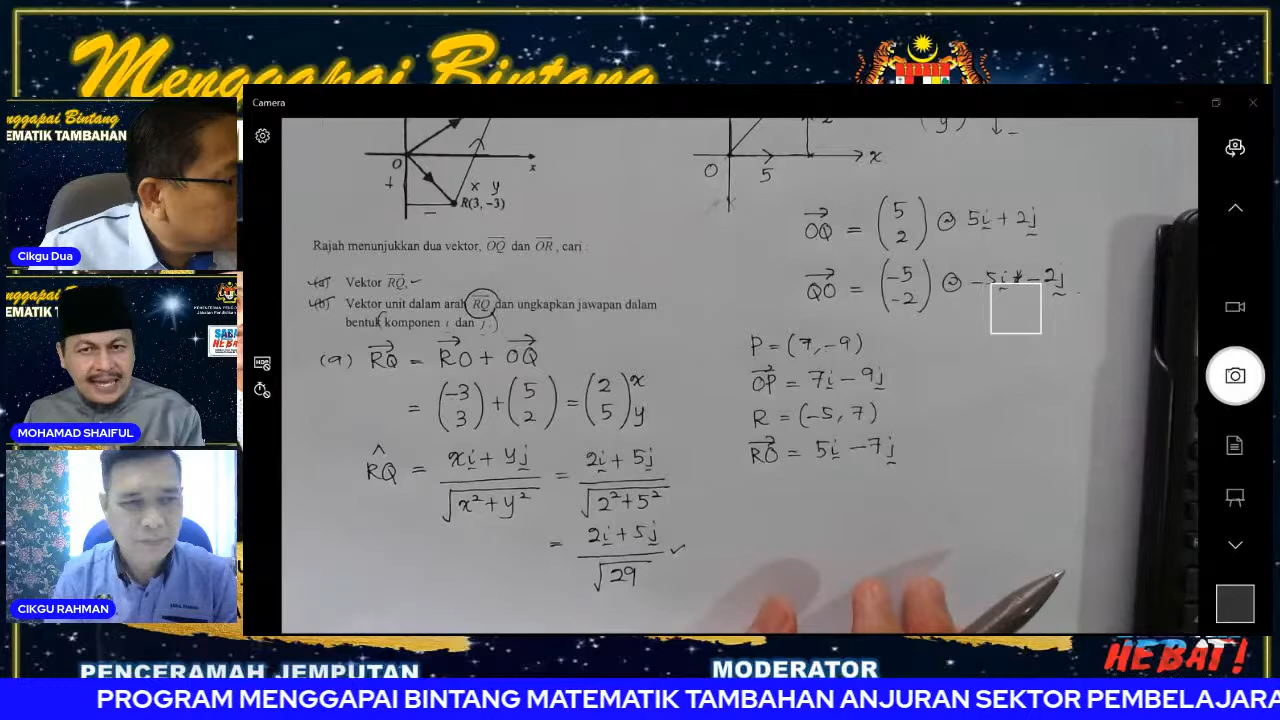 Menggapai Bintang
nggapai Bintang
EMATIK TAMBAHAN
Cikgu Dua
MOHAMAD SHAIFUL
CIKGU RAHMAN
Camera
O
x
x y
R(3, −3)
Rajah menunjukkan dua vektor, OQ dan OR, cari :
(a) Vektor RQ,
(b) Vektor unit dalam arah RQ dan ungkapkan jawapan dalam
bentuk komponen i dan j.
(a) RQ = RO + OQ
= (−3 3) + (5 2) = (2 5) x y
RQ = xi + yj / √x²+y² = 2i + 5j / √2²+5²
= 2i + 5j / √29 ✓
O 5 x
OQ = (5 2) @ 5i + 2j
QO = (−5 −2) @ −5i − 2j
P = (7, −9)
OP = 7i − 9j
R = (−5, 7)
RO = 5i − 7j
HEBAT!
PENCERAMAH JEMPUTAN
MODERATOR
PROGRAM MENGGAPAI BINTANG MATEMATIK TAMBAHAN ANJURAN SEKTOR PEMBELAJARA